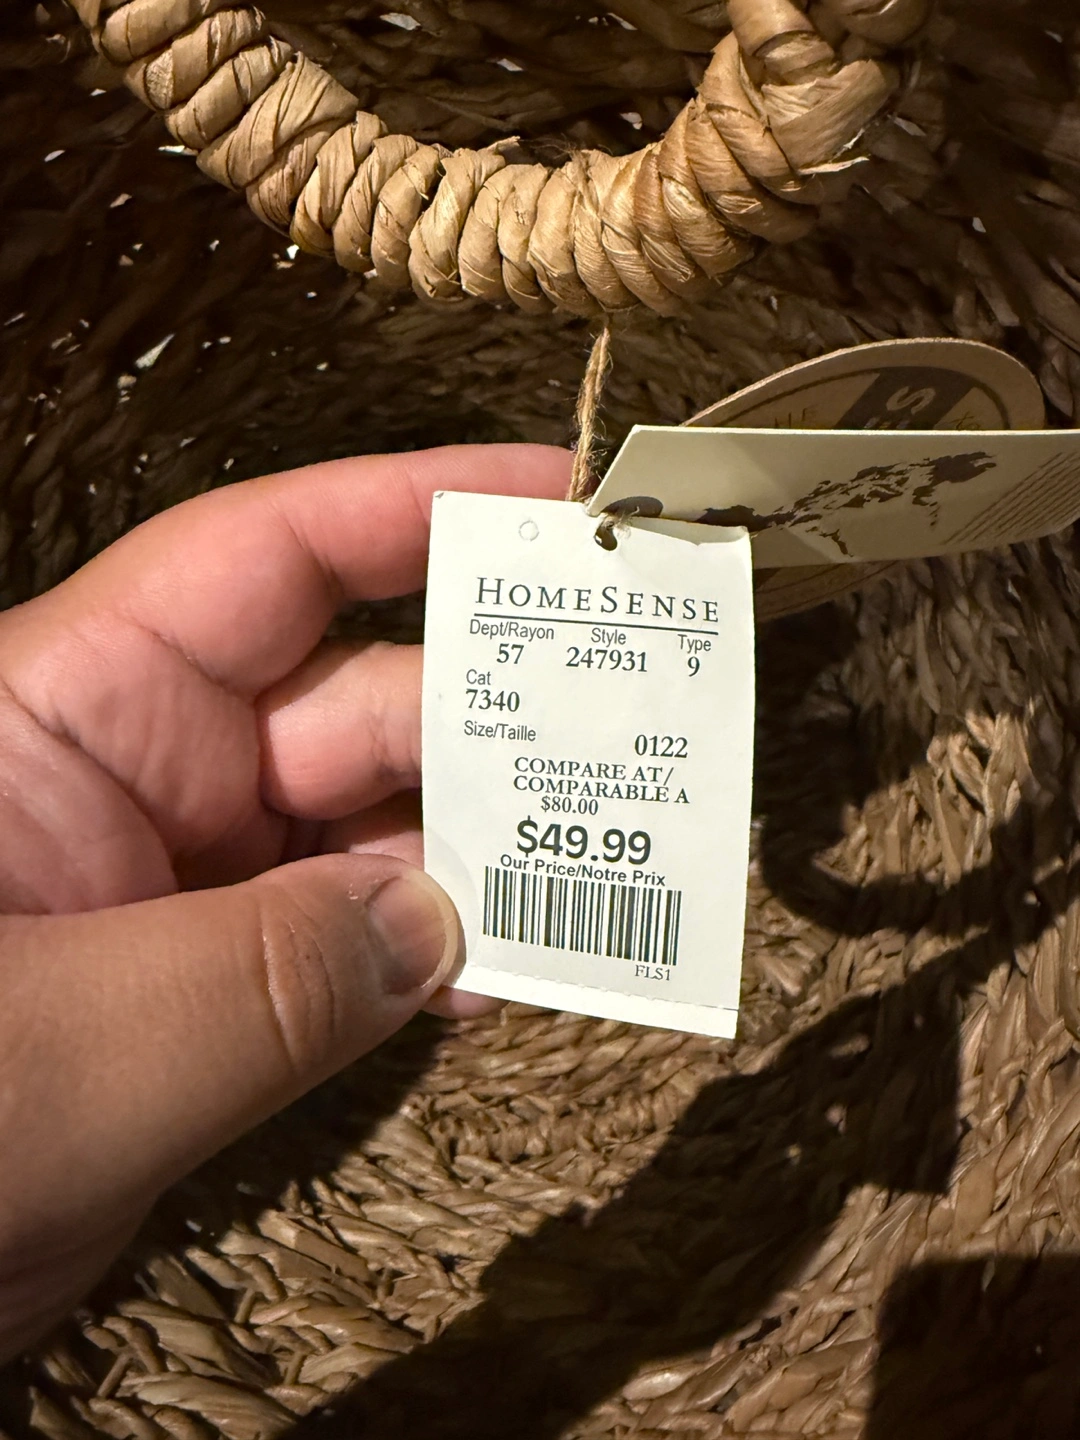 HOMESENSE
Dept/Rayon Style Type
57 247931 9
Cat
7340
Size/Taille
0122
COMPARE AT/
COMPARABLE A
$80.00
$49.99
Our Price/Notre Prix
FLS1